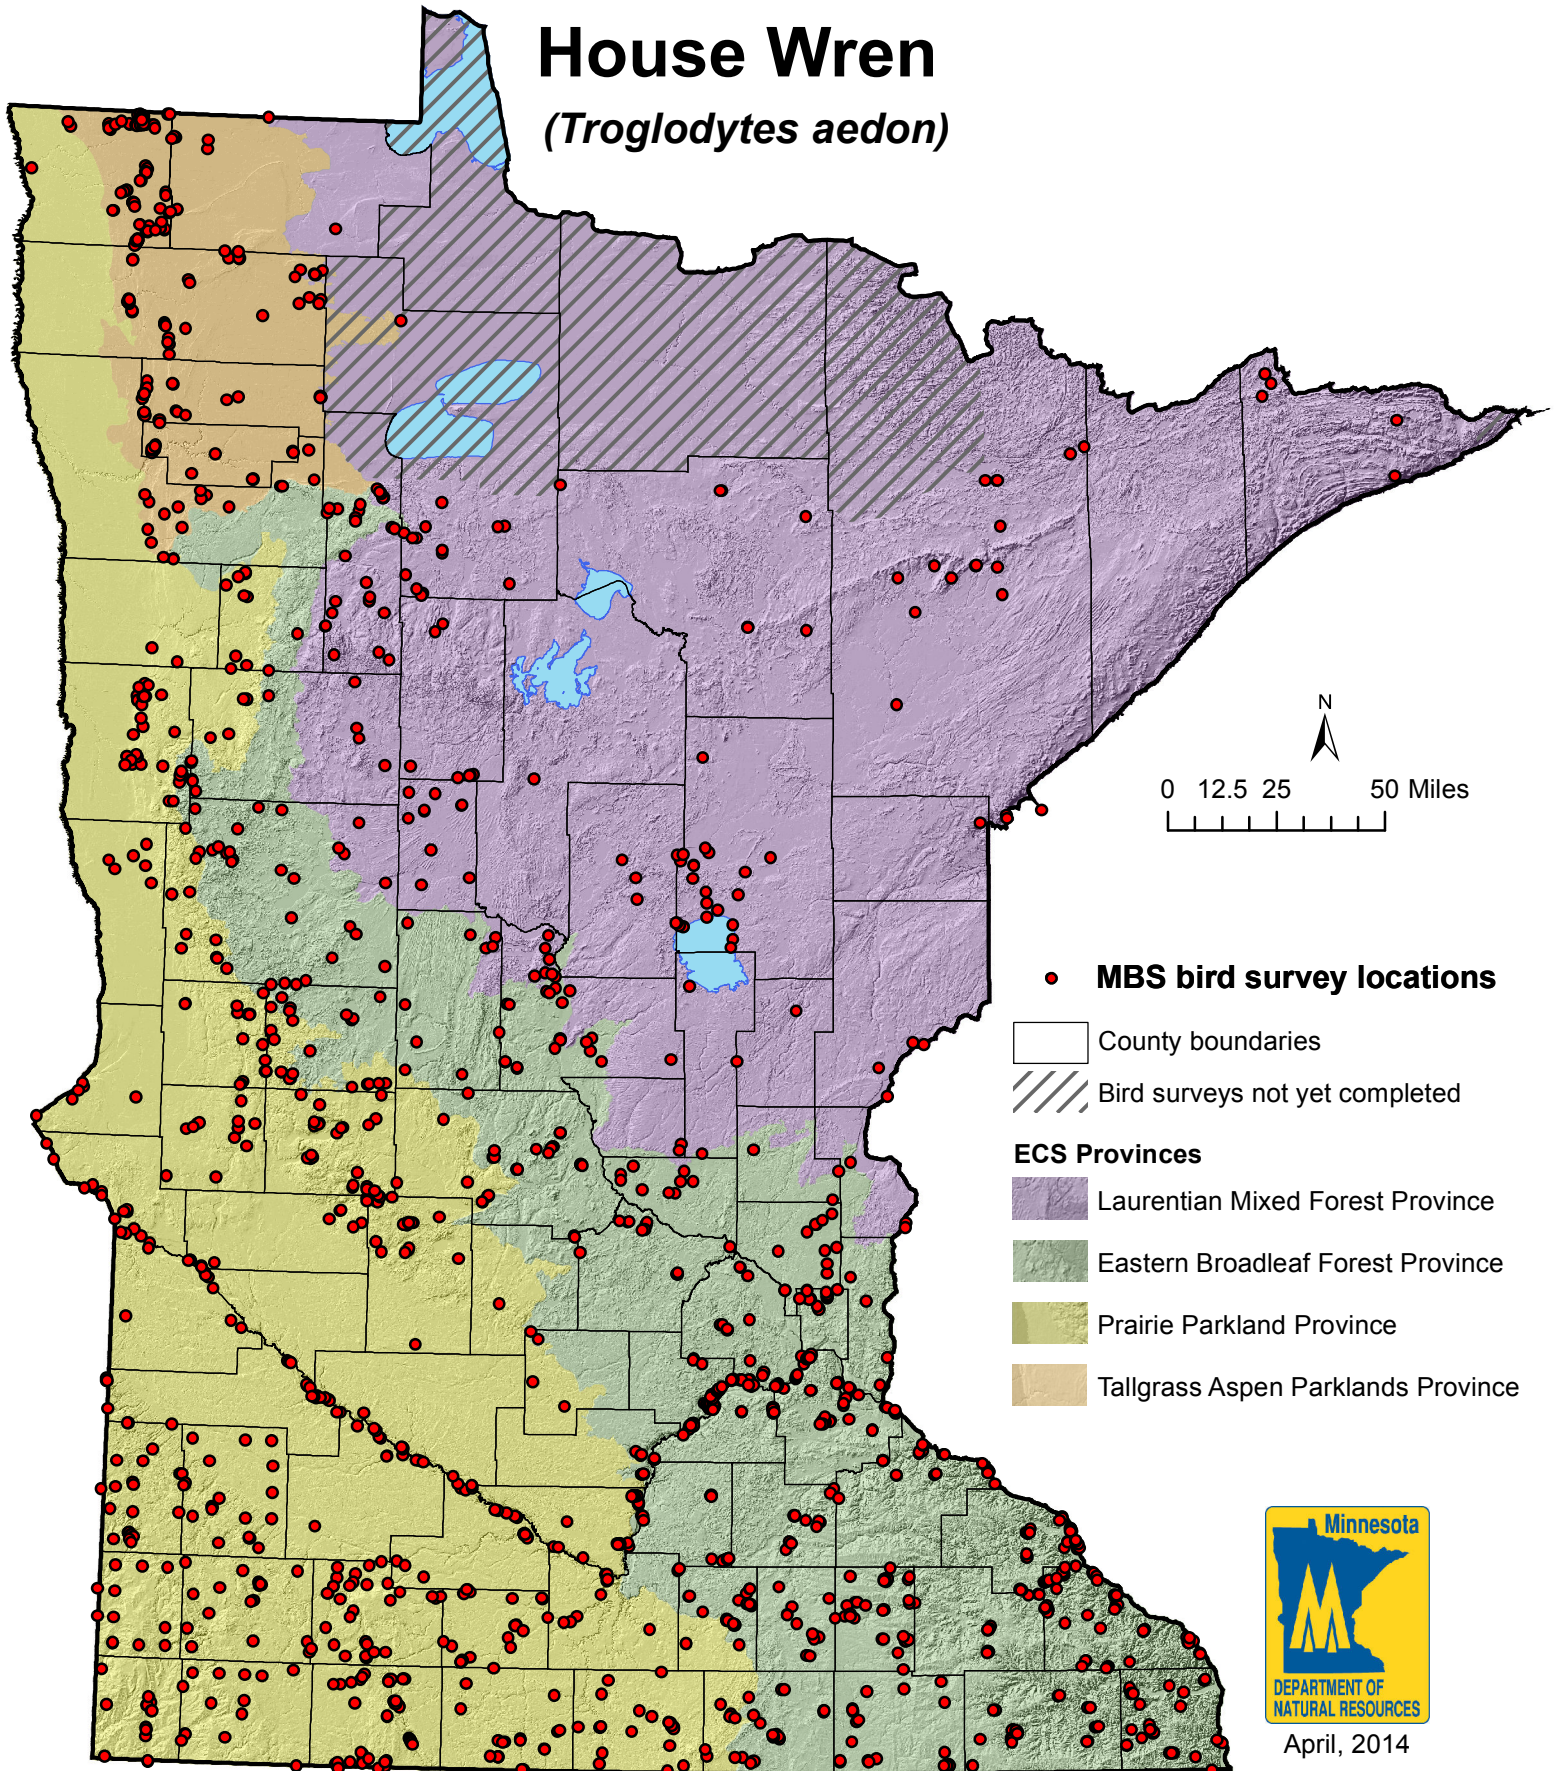 House Wren
(Troglodytes aedon)
N
0 12.5 25 50 Miles
MBS bird survey locations
County boundaries
Bird surveys not yet completed
ECS Provinces
Laurentian Mixed Forest Province
Eastern Broadleaf Forest Province
Prairie Parkland Province
Tallgrass Aspen Parklands Province
Minnesota
DEPARTMENT OF
NATURAL RESOURCES
April, 2014